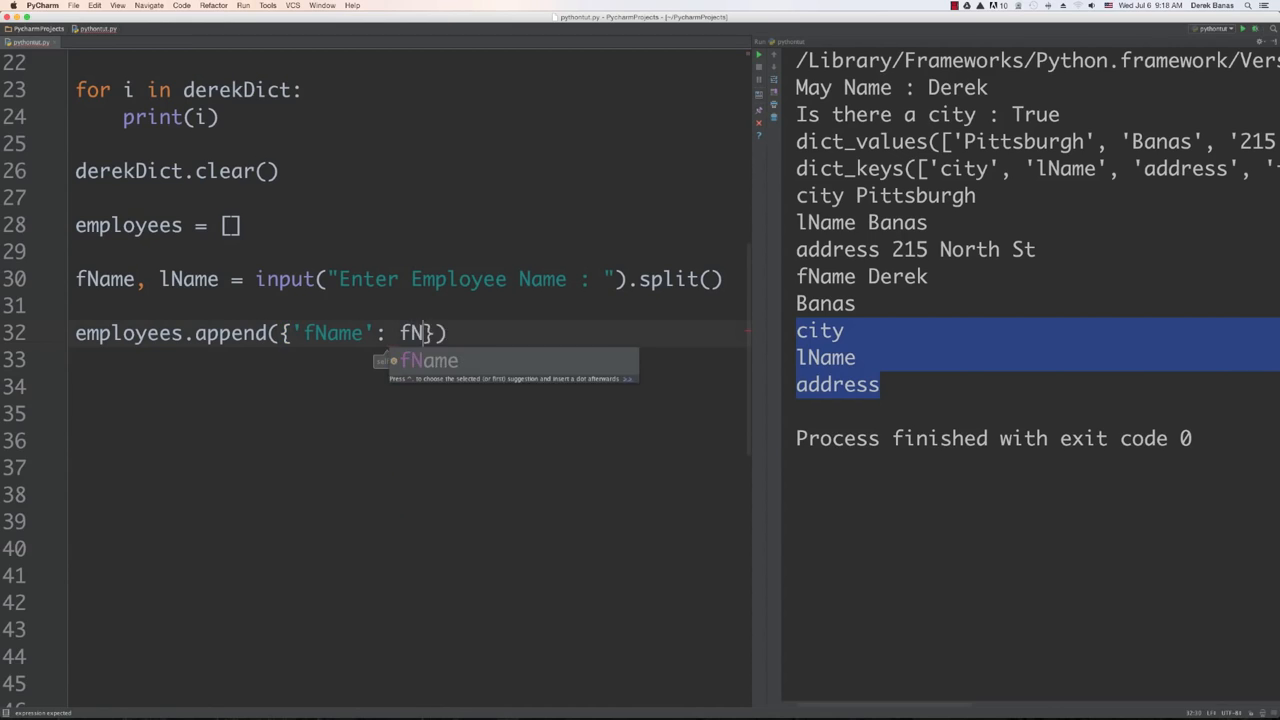 PyCharm File Edit View Navigate Code Refactor Run Tools VCS Window Help
Wed Jul 6 9:18 AM Derek Banas
pythontut.py - PycharmProjects - [~/PycharmProjects]
PycharmProjects pythontut.py
pythontut
pythontut.py
Run pythontut
22
23 for i in derekDict:
24 print(i)
25
26 derekDict.clear()
27
28 employees = []
29
30 fName, lName = input("Enter Employee Name : ").split()
31
32 employees.append({'fName': fN})
33
fName
Press ^. to choose the selected (or first) suggestion and insert a dot afterwards >>
34
35
36
37
38
39
40
41
42
43
44
45
/Library/Frameworks/Python.framework/Vers
May Name : Derek
Is there a city : True
dict_values(['Pittsburgh', 'Banas', '215
dict_keys(['city', 'lName', 'address', '
city Pittsburgh
lName Banas
address 215 North St
fName Derek
Banas
city
lName
address
Process finished with exit code 0
expression expected
LF≠ UTF-8≠